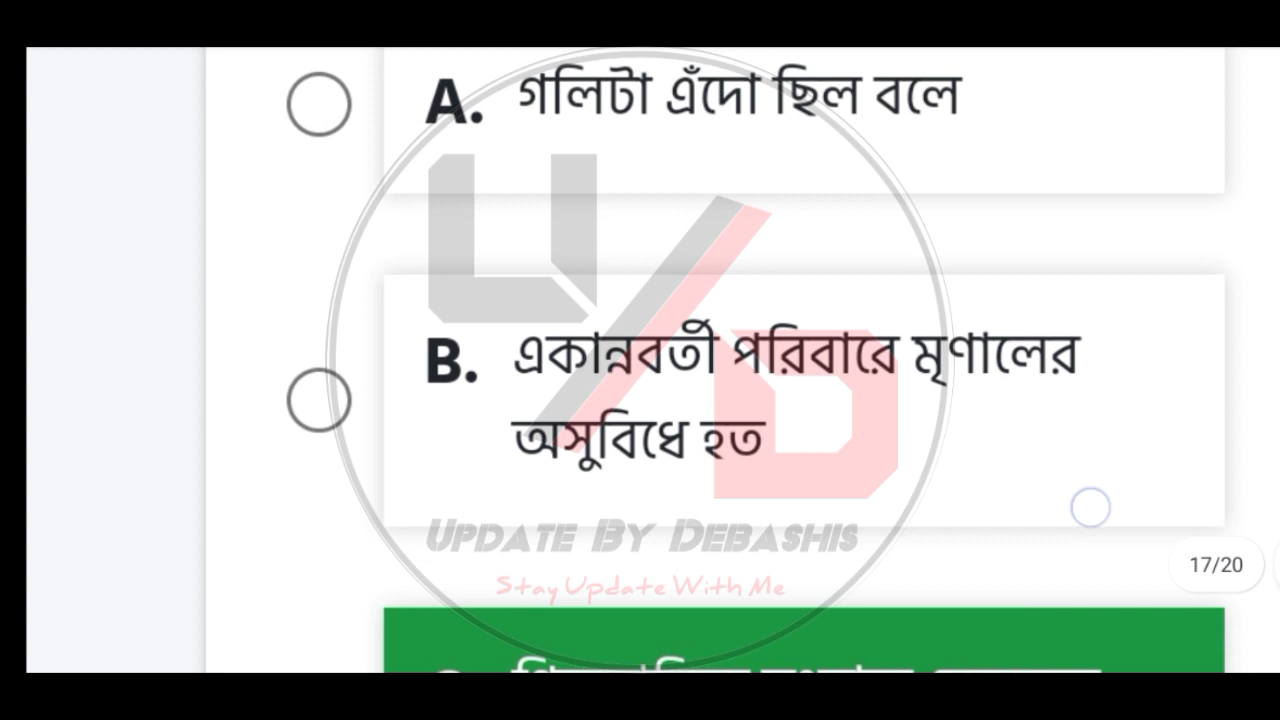 A. গলিটা এঁদো ছিল বলে
B. একান্নবর্তী পরিবারে মৃণালের
অসুবিধে হত
UPDATE BY DEBASHIS
Stay Update With Me
17/20